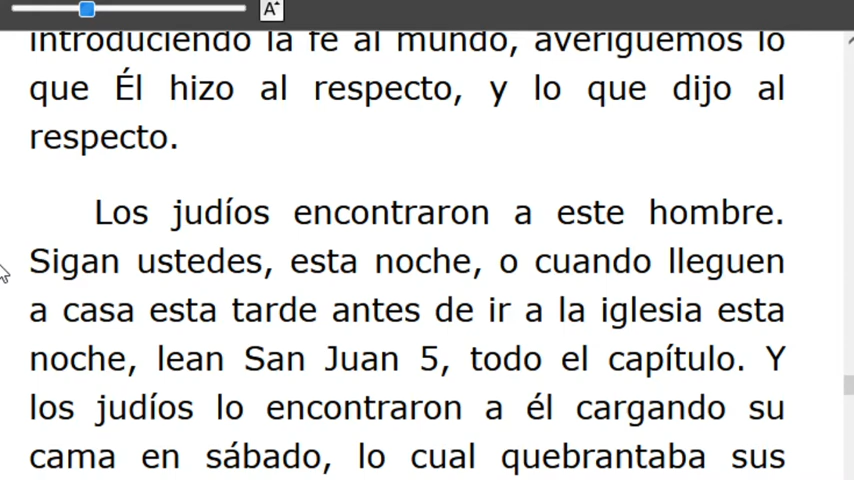 A
introduciendo la fe al mundo, averigüemos lo
que Él hizo al respecto, y lo que dijo al
respecto.
Los judíos encontraron a este hombre.
Sigan ustedes, esta noche, o cuando lleguen
a casa esta tarde antes de ir a la iglesia esta
noche, lean San Juan 5, todo el capítulo. Y
los judíos lo encontraron a él cargando su
cama en sábado, lo cual quebrantaba sus